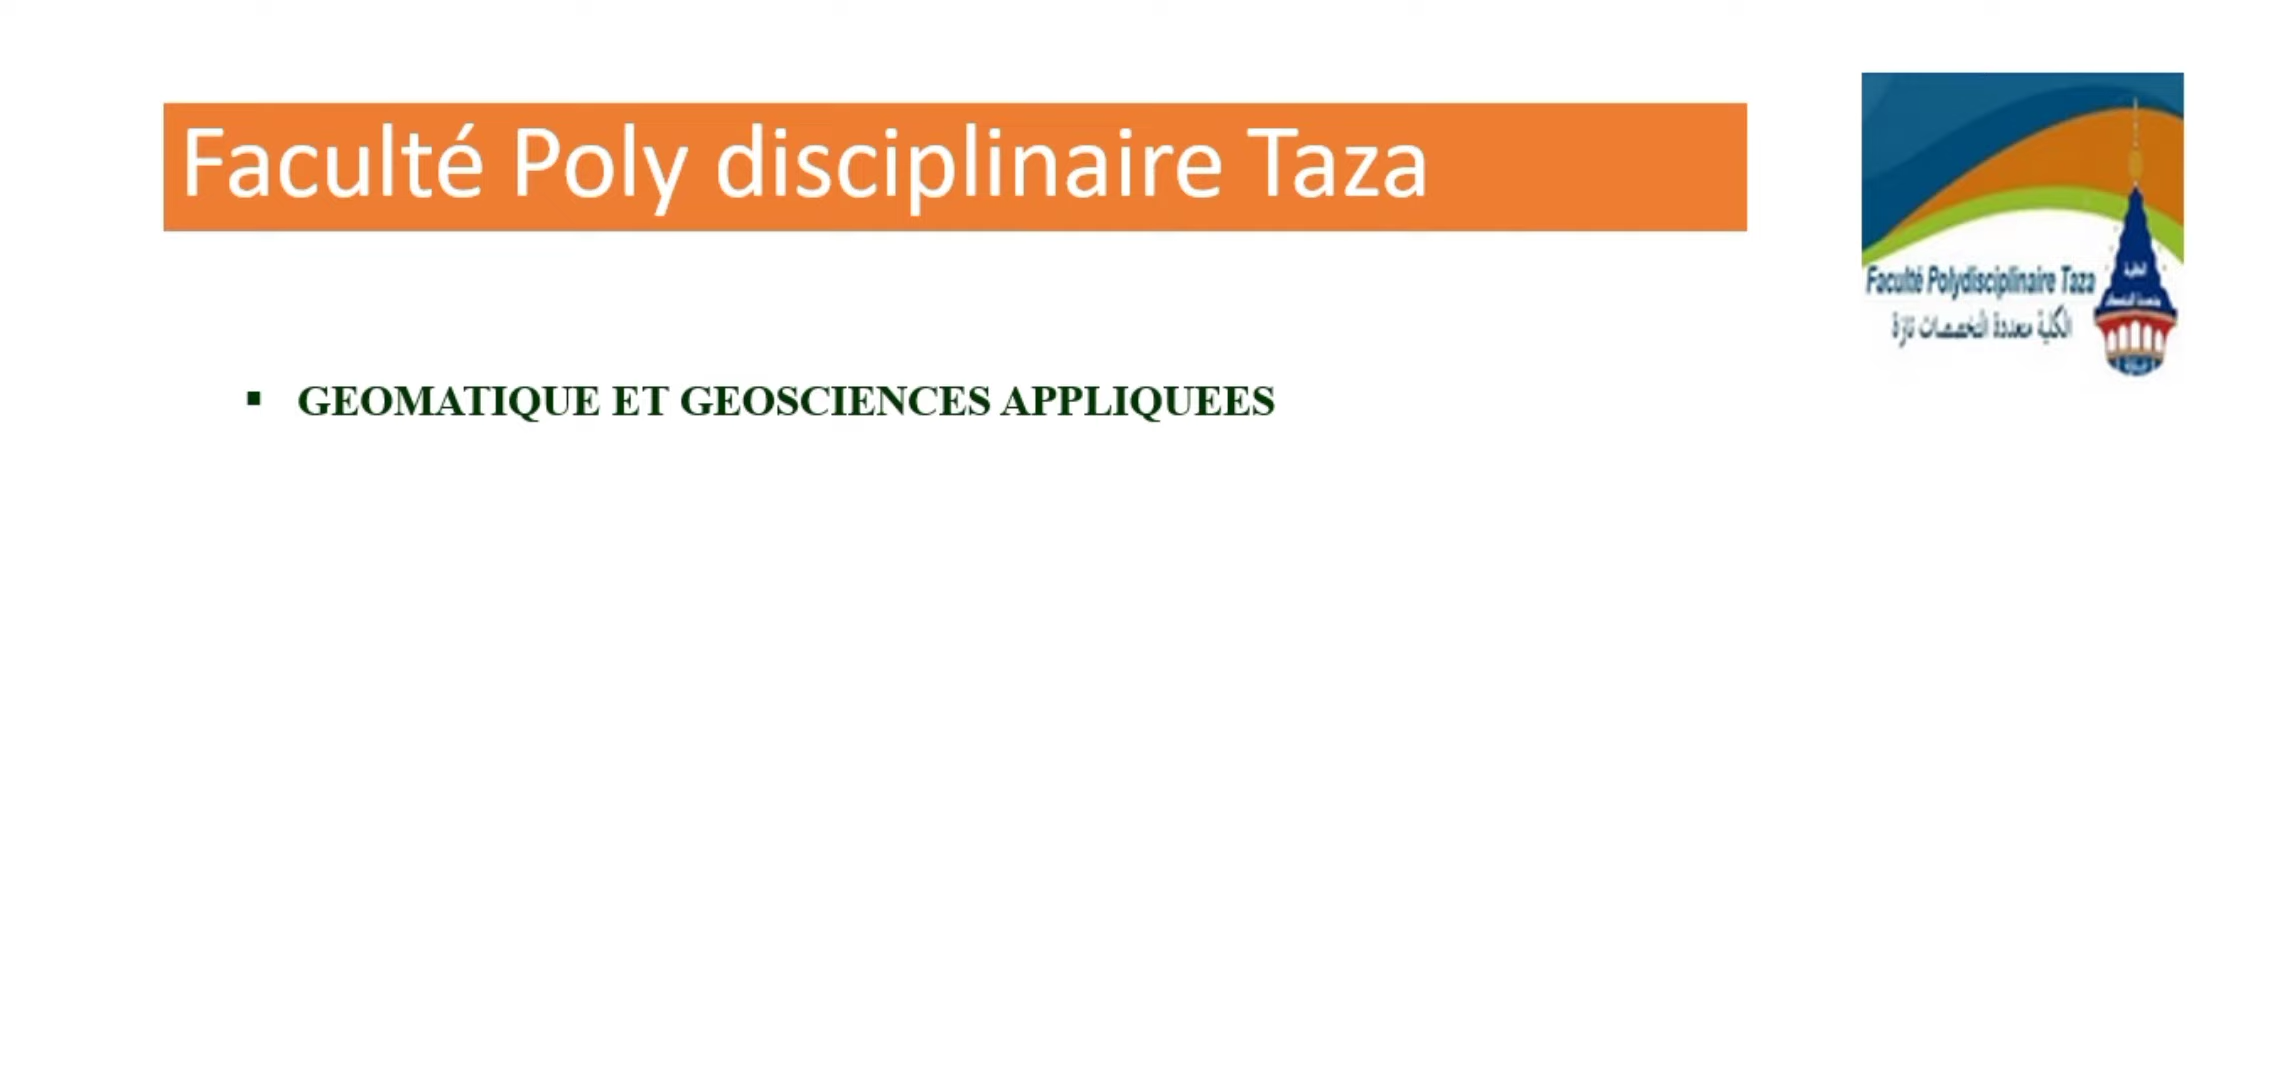 Faculté Poly disciplinaire Taza
Faculté Polydisciplinaire Taza
الكلية متعددة التخصصات تازة
▪ GEOMATIQUE ET GEOSCIENCES APPLIQUEES